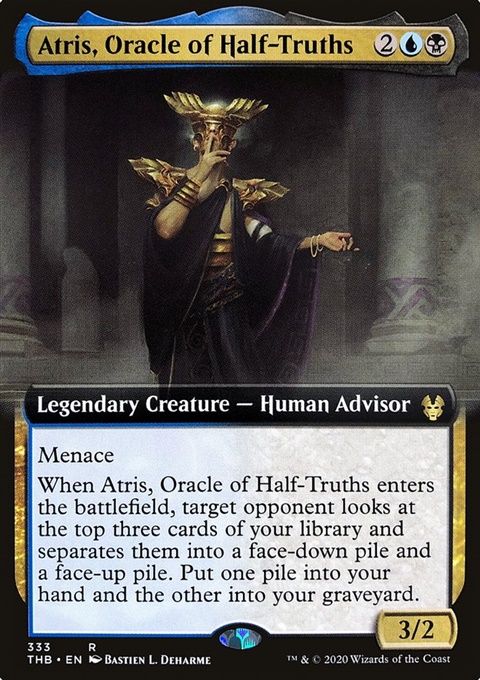 Atris, Oracle of Half-Truths 2
Legendary Creature — Human Advisor
Menace
When Atris, Oracle of Half-Truths enters
the battlefield, target opponent looks at
the top three cards of your library and
separates them into a face-down pile and
a face-up pile. Put one pile into your
hand and the other into your graveyard.
3/2
333 R
THB • EN Bastien L. Deharme
™ & © 2020 Wizards of the Coast